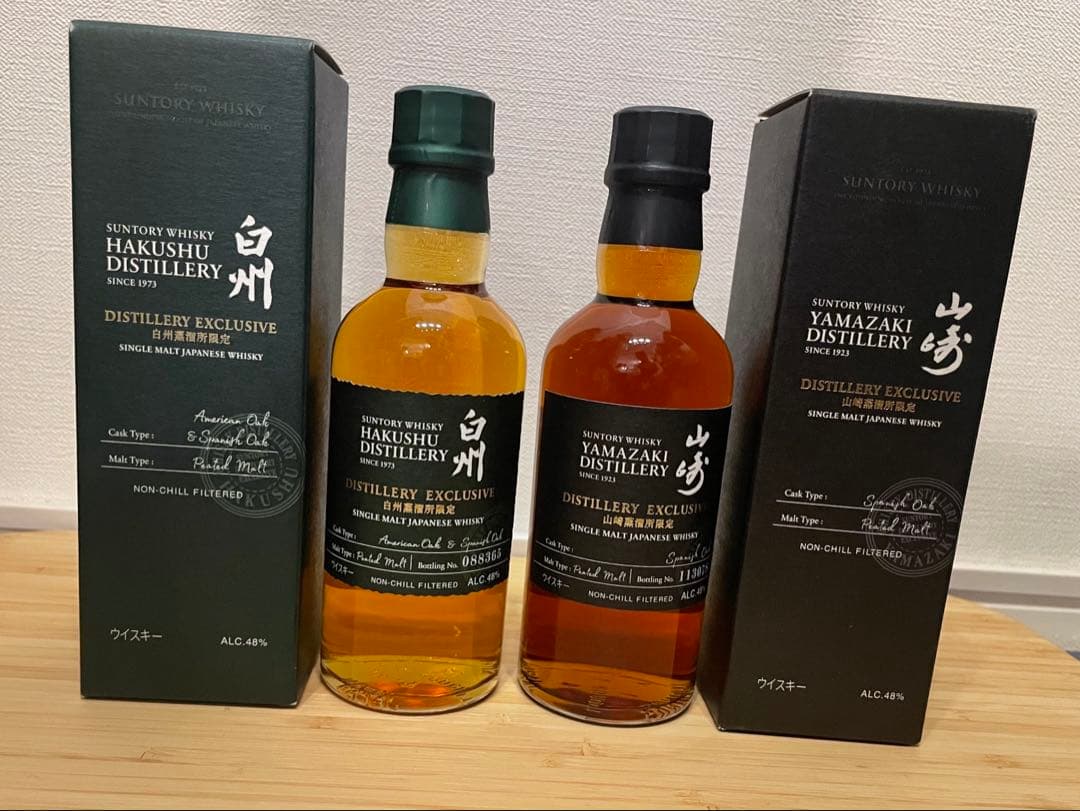 SUNTORY WHISKY
SUNTORY WHISKY
HAKUSHU
DISTILLERY
SINCE 1973
白州
DISTILLERY EXCLUSIVE
白州蒸溜所限定
SINGLE MALT JAPANESE WHISKY
Cask Type : American Oak
& Spanish Oak
Malt Type : Peated Malt
NON-CHILL FILTERED
HAKUSHU
ウイスキー
ALC.48%
SUNTORY WHISKY
HAKUSHU
DISTILLERY
SINCE 1973
白州
DISTILLERY EXCLUSIVE
白州蒸溜所限定
SINGLE MALT JAPANESE WHISKY
Cask Type : American Oak & Spanish Oak
Malt Type : Peated Malt Bottling No. 088365
ウイスキー NON-CHILL FILTERED ALC.48%
SUNTORY WHISKY
YAMAZAKI
DISTILLERY
SINCE 1923
山崎
DISTILLERY EXCLUSIVE
山崎蒸溜所限定
SINGLE MALT JAPANESE WHISKY
Cask Type : Spanish
Malt Type : Peated Malt Bottling No.
ウイスキー NON-CHILL FILTERED ALC.48
SUNTORY WHISKY
SUNTORY WHISKY
YAMAZAKI
DISTILLERY
SINCE 1923
山崎
DISTILLERY EXCLUSIVE
山崎蒸溜所限定
SINGLE MALT JAPANESE WHISKY
Cask Type : Spanish Oak
Malt Type : Peated Malt
NON-CHILL FILTERED
DISTILLERY
YAMAZAKI
ウイスキー
ALC.48%